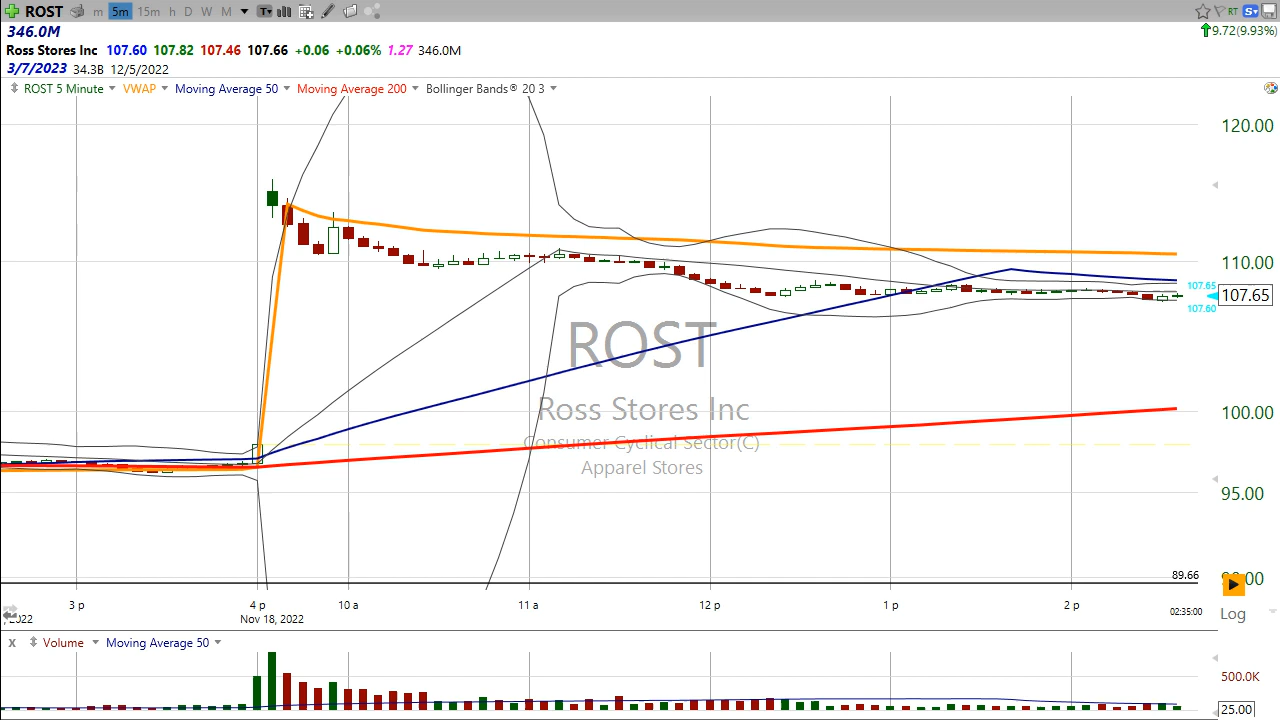 ROST m 5m 15m h D W M T RT S
346.0M 9.72(9.93%)
Ross Stores Inc 107.60 107.82 107.46 107.66 +0.06 +0.06% 1.27 346.0M
3/7/2023 34.3B 12/5/2022
ROST 5 Minute VWAP Moving Average 50 Moving Average 200 Bollinger Bands® 20 3
120.00
110.00
107.65
107.65
107.60
ROST
Ross Stores Inc
100.00
Consumer Cyclical Sector(C)
Apparel Stores
95.00
89.66
3 p 4 p 10 a 11 a 12 p 1 p 2 p 02:35:00
, 2022 Nov 18, 2022 Log
X Volume Moving Average 50
500.0K
25.00